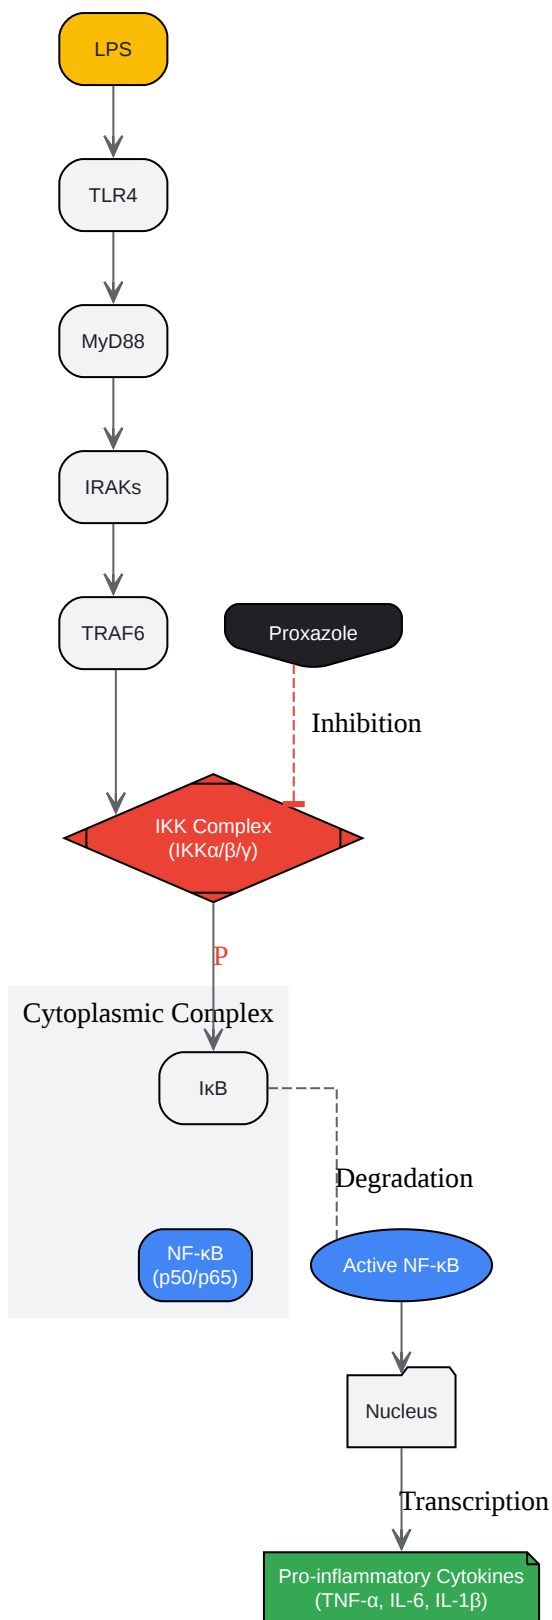 LPS
TLR4
MyD88
IRAKs
TRAF6
Proxazole
Inhibition
IKK Complex
(IKKα/β/γ)
P
Cytoplasmic Complex
IκB
Degradation
NF-κB
(p50/p65)
Active NF-κB
Nucleus
Transcription
Pro-inflammatory Cytokines
(TNF-α, IL-6, IL-1β)